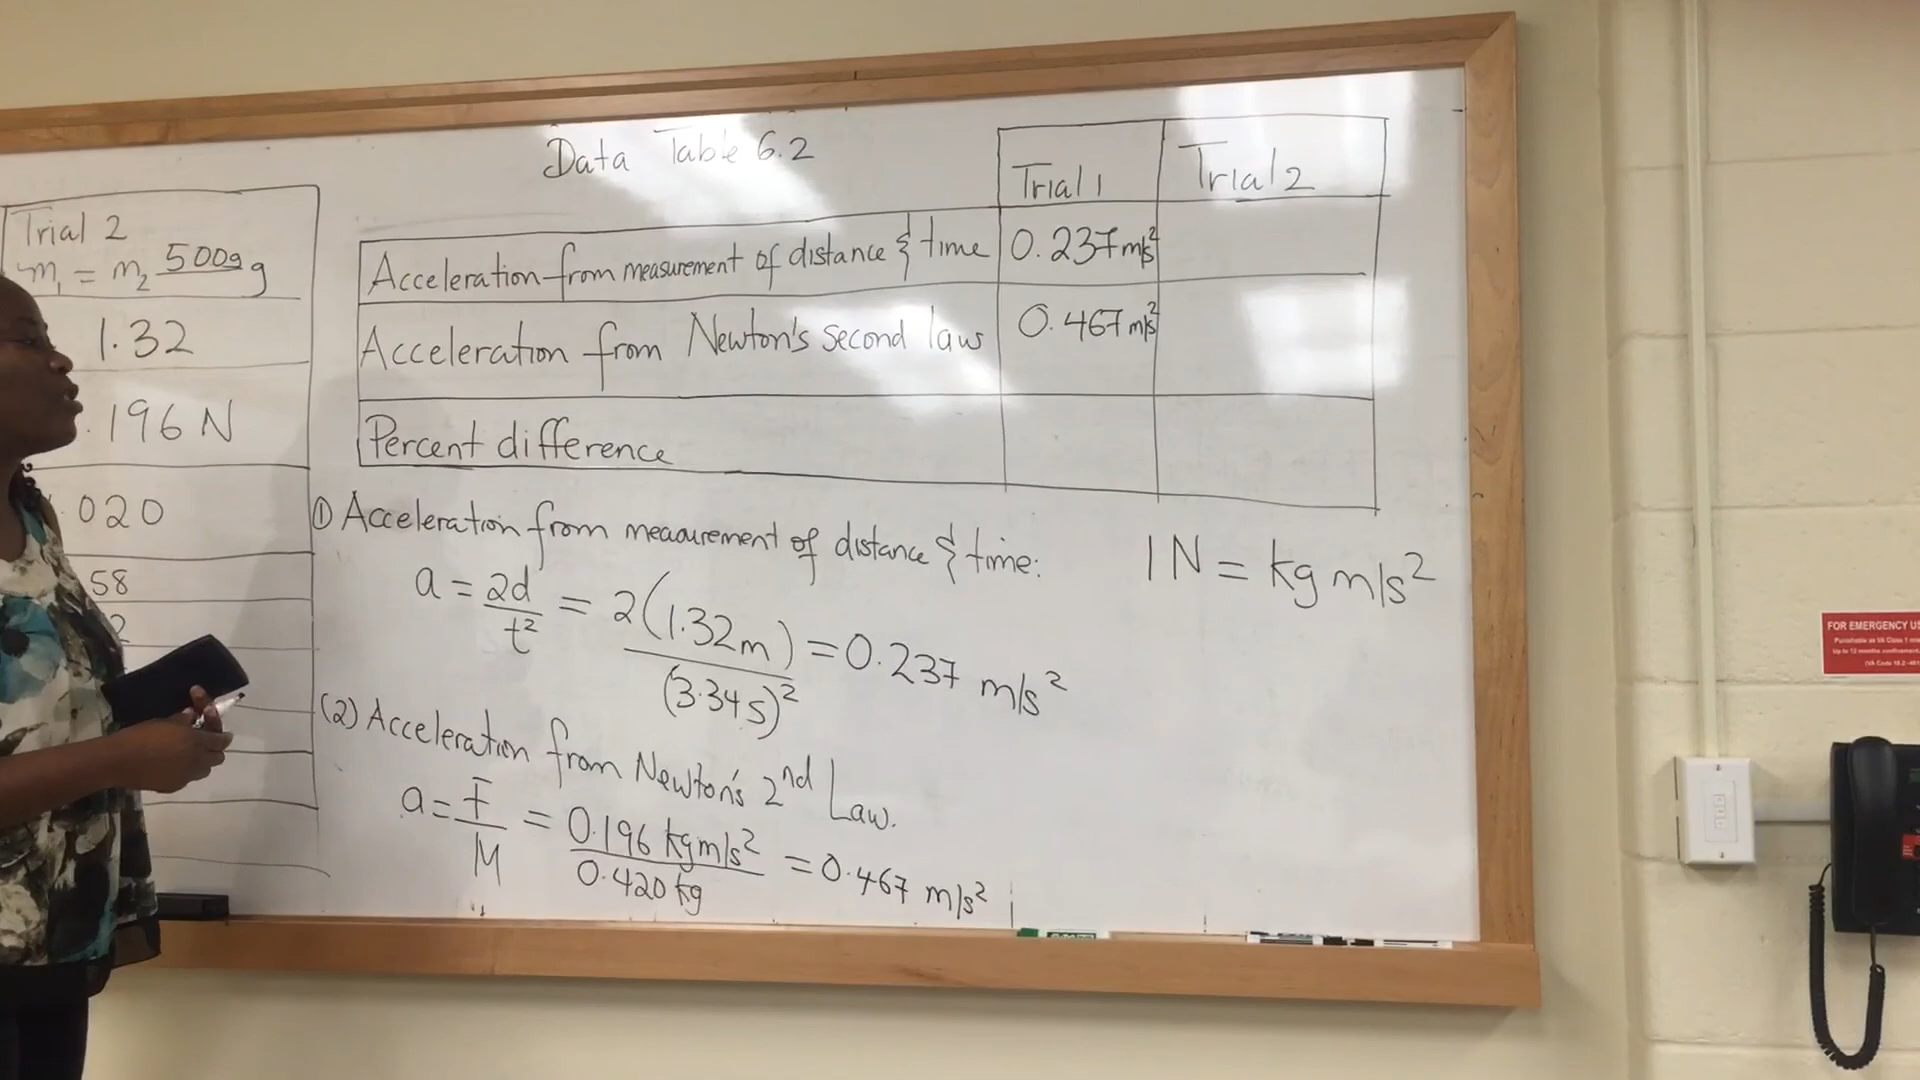 Data Table 6.2
Trial 1 Trial 2
Acceleration from measurement of distance & time 0.237 m/s²
Acceleration from Newton's second law 0.467 m/s²
Percent difference
Trial 2
m₁ = m₂ 500g g
1.32
.196 N
020
58
2
① Acceleration from measurement of distance & time:
a = 2d/t² = 2(1.32m)/(3.34s)² = 0.237 m/s²
1 N = kg m/s²
(2) Acceleration from Newton's 2nd Law.
a = F/M = 0.196 kgm/s²/0.420 kg = 0.467 m/s²
FOR EMERGENCY U